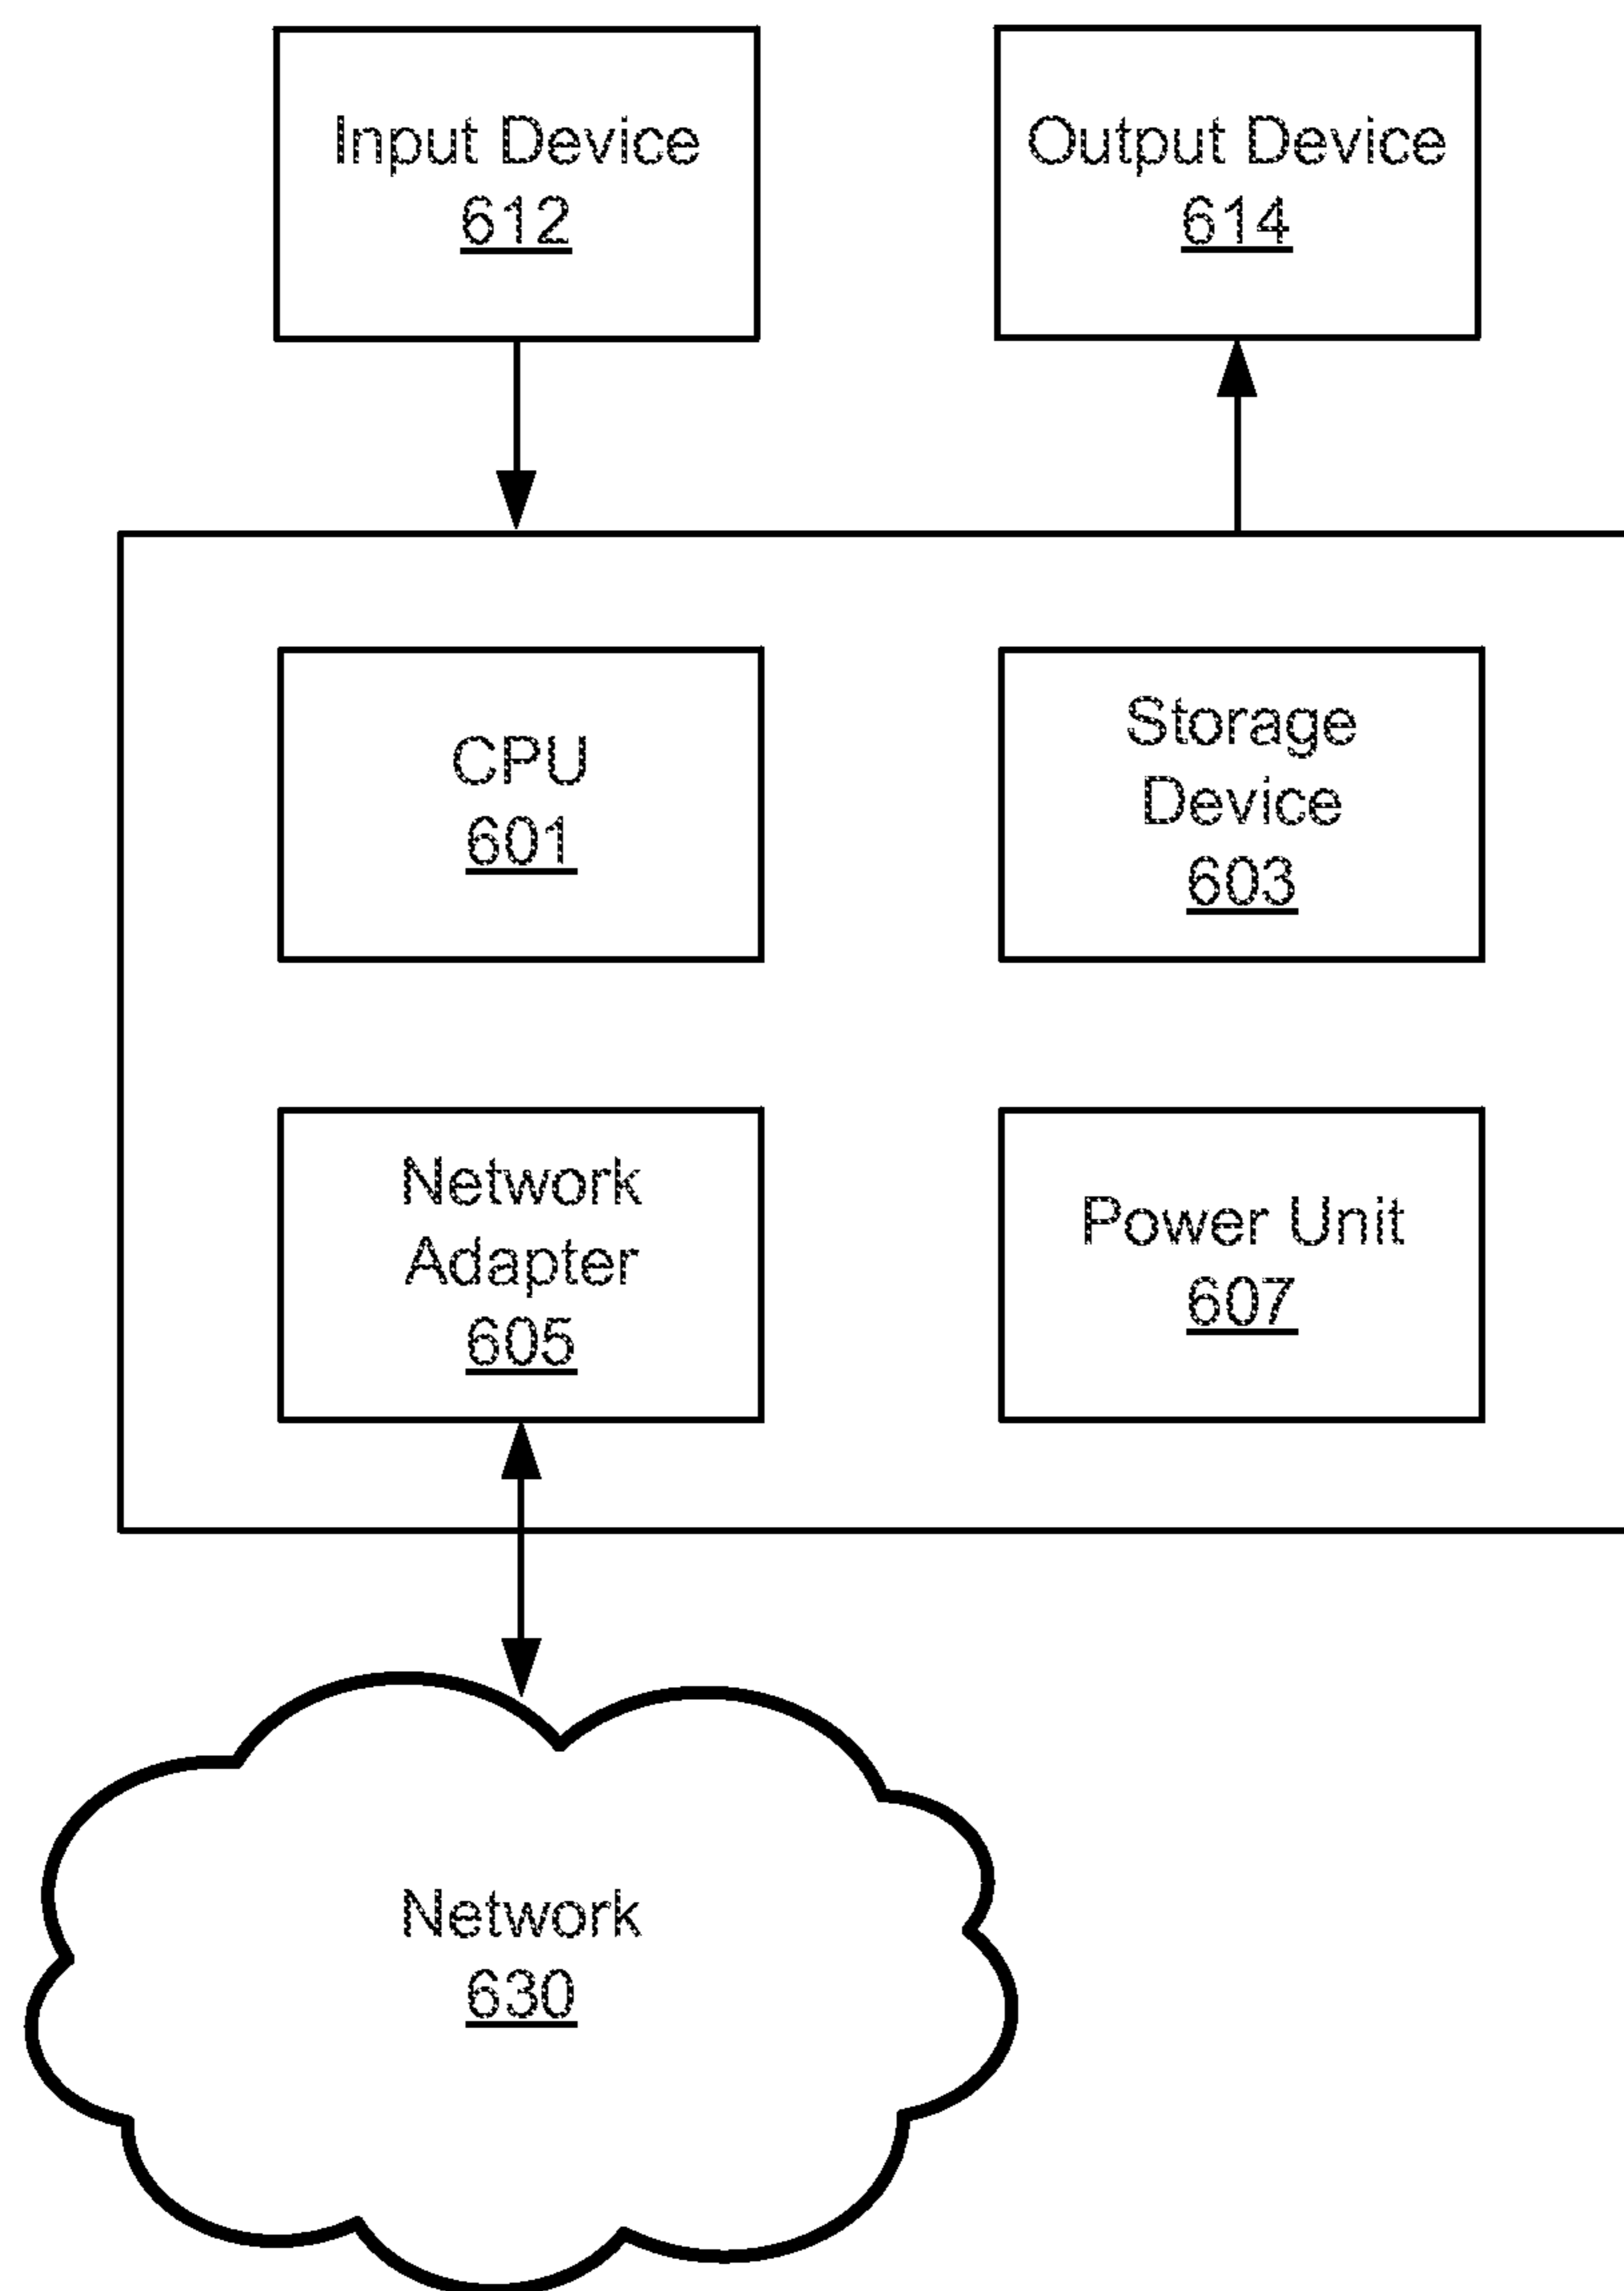 Input Device
612
Output Device
614
CPU
601
Storage
Device
603
Network
Adapter
605
Power Unit
607
Network
630